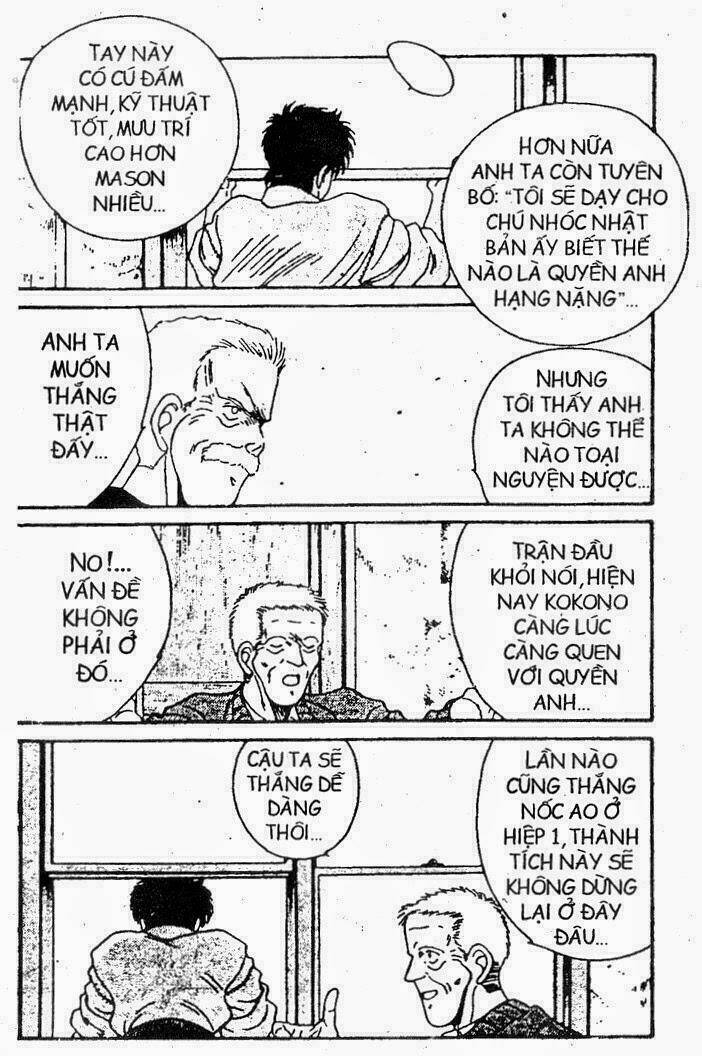 TAY NÀY
CÓ CÚ ĐẤM
MẠNH, KỸ THUẬT
TỐT, MƯU TRÍ
CAO HƠN
MASON
NHIỀU...
HƠN NỮA
ANH TA CÒN TUYÊN
BỐ: "TÔI SẼ DẠY CHO
CHÚ NHÓC NHẬT
BẢN ẤY BIẾT THẾ
NÀO LÀ QUYỀN ANH
HẠNG NẶNG"...
ANH TA
MUỐN
THẮNG
THẬT
ĐẤY...
NHƯNG
TÔI THẤY ANH
TA KHÔNG THỂ
NÀO TOẠI
NGUYỆN ĐƯỢC...
NO!...
VẤN ĐỀ
KHÔNG
PHẢI Ở
ĐÓ...
TRẬN ĐẦU
KHỎI NÓI, HIỆN
NAY KOKONO
CÀNG LÚC
CÀNG QUEN
VỚI QUYỀN
ANH...
CẬU TA SẼ
THẮNG DỄ
DÀNG
THÔI...
LẦN NÀO
CŨNG THẮNG
NỐC AO Ở
HIỆP 1, THÀNH
TÍCH NÀY SẼ
KHÔNG DỪNG
LẠI Ở ĐÂY
ĐÂU...